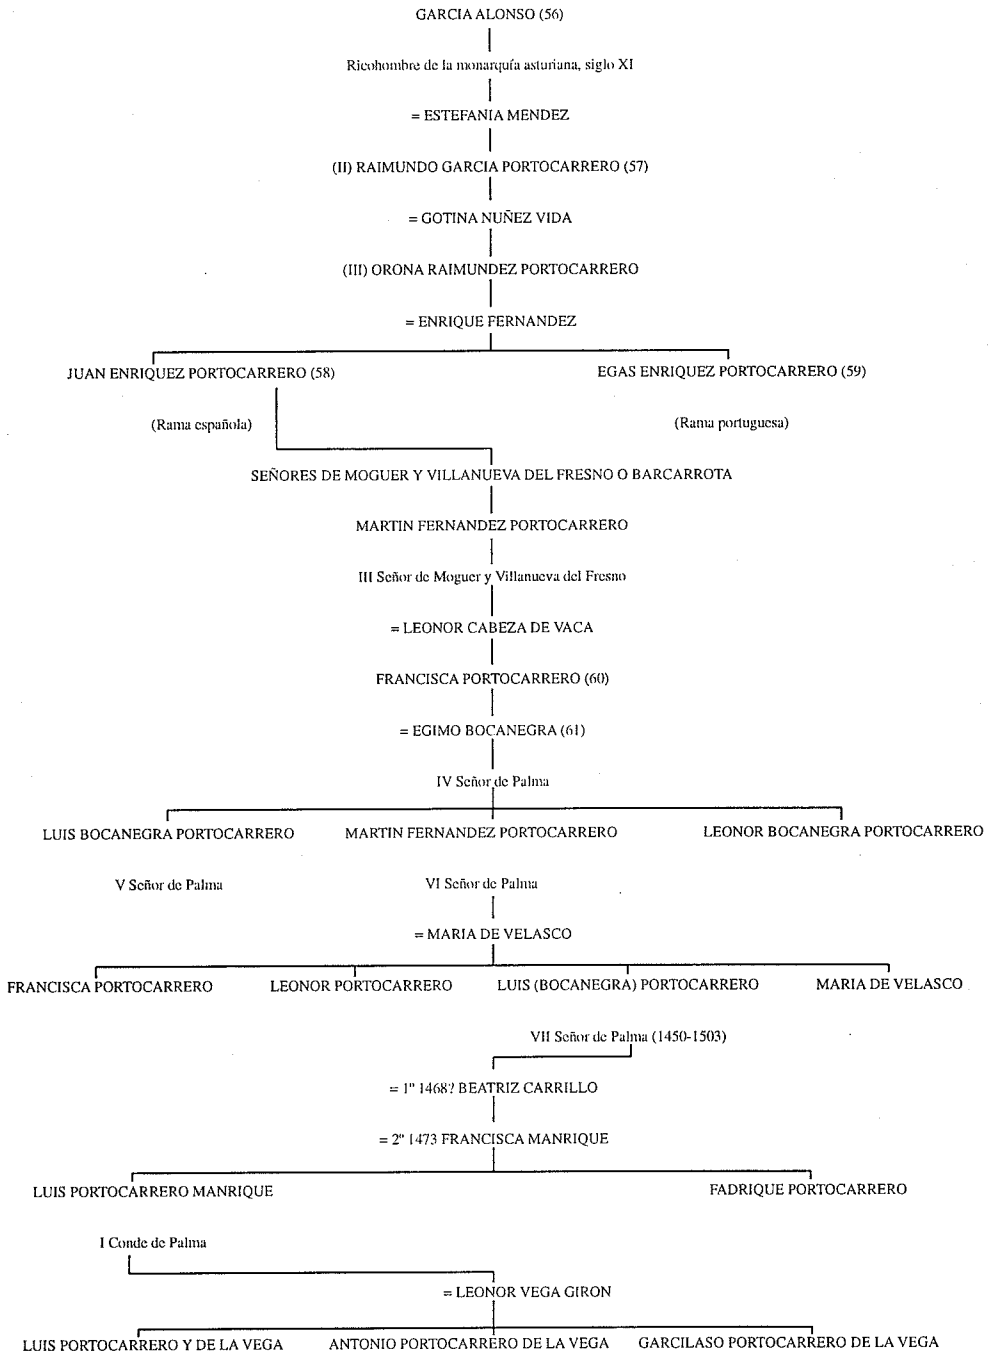 GARCIA ALONSO (56)
Ricohombre de la monarquía asturiana, siglo XI
= ESTEFANIA MENDEZ
(II) RAIMUNDO GARCIA PORTOCARRERO (57)
= GOTINA NUÑEZ VIDA
(III) ORONA RAIMUNDEZ PORTOCARRERO
= ENRIQUE FERNANDEZ
JUAN ENRIQUEZ PORTOCARRERO (58) EGAS ENRIQUEZ PORTOCARRERO (59)
(Rama española) (Rama portuguesa)
SEÑORES DE MOGUER Y VILLANUEVA DEL FRESNO O BARCARROTA
MARTIN FERNANDEZ PORTOCARRERO
III Señor de Moguer y Villanueva del Fresno
= LEONOR CABEZA DE VACA
FRANCISCA PORTOCARRERO (60)
= EGIMO BOCANEGRA (61)
IV Señor de Palma
LUIS BOCANEGRA PORTOCARRERO MARTIN FERNANDEZ PORTOCARRERO LEONOR BOCANEGRA PORTOCARRERO
V Señor de Palma VI Señor de Palma
= MARIA DE VELASCO
FRANCISCA PORTOCARRERO LEONOR PORTOCARRERO LUIS (BOCANEGRA) PORTOCARRERO MARIA DE VELASCO
VII Señor de Palma (1450-1503)
= 1º 1468? BEATRIZ CARRILLO
= 2º 1473 FRANCISCA MANRIQUE
LUIS PORTOCARRERO MANRIQUE FADRIQUE PORTOCARRERO
I Conde de Palma
= LEONOR VEGA GIRON
LUIS PORTOCARRERO Y DE LA VEGA ANTONIO PORTOCARRERO DE LA VEGA GARCILASO PORTOCARRERO DE LA VEGA